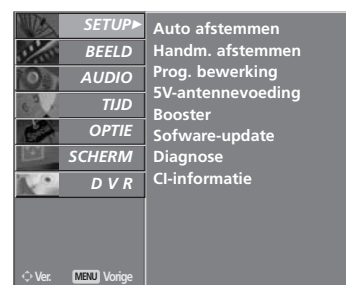 SETUP►
BEELD
AUDIO
TIJD
OPTIE
SCHERM
D V R
Auto afstemmen
Handm. afstemmen
Prog. bewerking
5V-antennevoeding
Booster
Sofware-update
Diagnose
CI-informatie
Ver. MENU Vorige